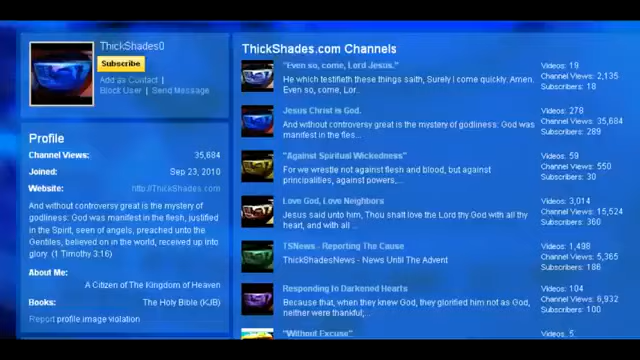 ThickShades0
Subscribe
Add as Contact |
Block User | Send Message
Profile
Channel Views: 35,684
Joined: Sep 23, 2010
Website: http://ThickShades.com
And without controversy great is the mystery of
godliness: God was manifest in the flesh, justified
in the Spirit, seen of angels, preached unto the
Gentiles, believed on in the world, received up into
glory. (1 Timothy 3:16)
About Me:
A Citizen of The Kingdom of Heaven
Books: The Holy Bible (KJB)
Report profile image violation
ThickShades.com Channels
"Even so, come, Lord Jesus."
He which testifieth these things saith, Surely I come quickly. Amen.
Even so, come, Lor..
Videos: 19
Channel Views: 2,135
Subscribers: 18
Jesus Christ is God.
And without controversy great is the mystery of godliness: God was
manifest in the fles...
Videos: 278
Channel Views: 35,684
Subscribers: 289
"Against Spiritual Wickedness"
For we wrestle not against flesh and blood, but against
principalities, against powers,...
Videos: 59
Channel Views: 550
Subscribers: 30
Love God, Love Neighbors
Jesus said unto him, Thou shalt love the Lord thy God with all thy
heart, and with all ...
Videos: 3,014
Channel Views: 15,524
Subscribers: 360
TSNews - Reporting The Cause
ThickShadesNews - News Until The Advent
Videos: 1,498
Channel Views: 5,365
Subscribers: 186
Responding to Darkened Hearts
Because that, when they knew God, they glorified him not as God,
neither were thankful;...
Videos: 104
Channel Views: 6,932
Subscribers: 100
"Without Excuse"
Videos: 5